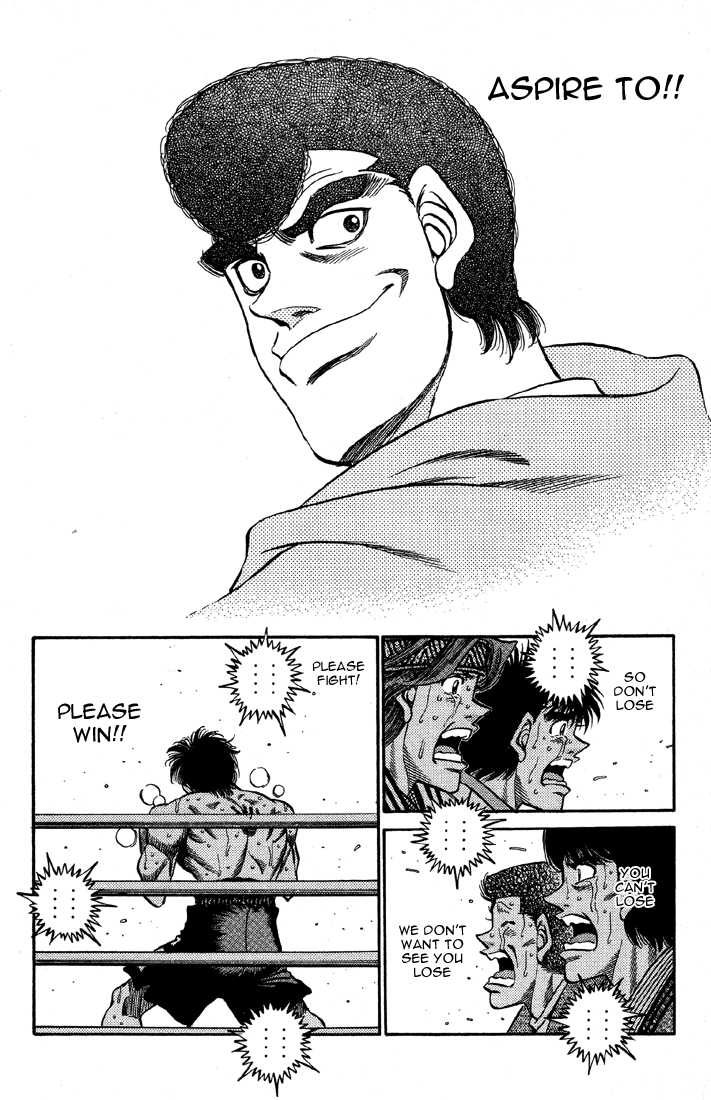 ASPIRE TO!!
SO
DON'T
LOSE
YOU
CAN'T
LOSE
WE DON'T
WANT TO
SEE YOU
LOSE
PLEASE
FIGHT!
PLEASE
WIN!!